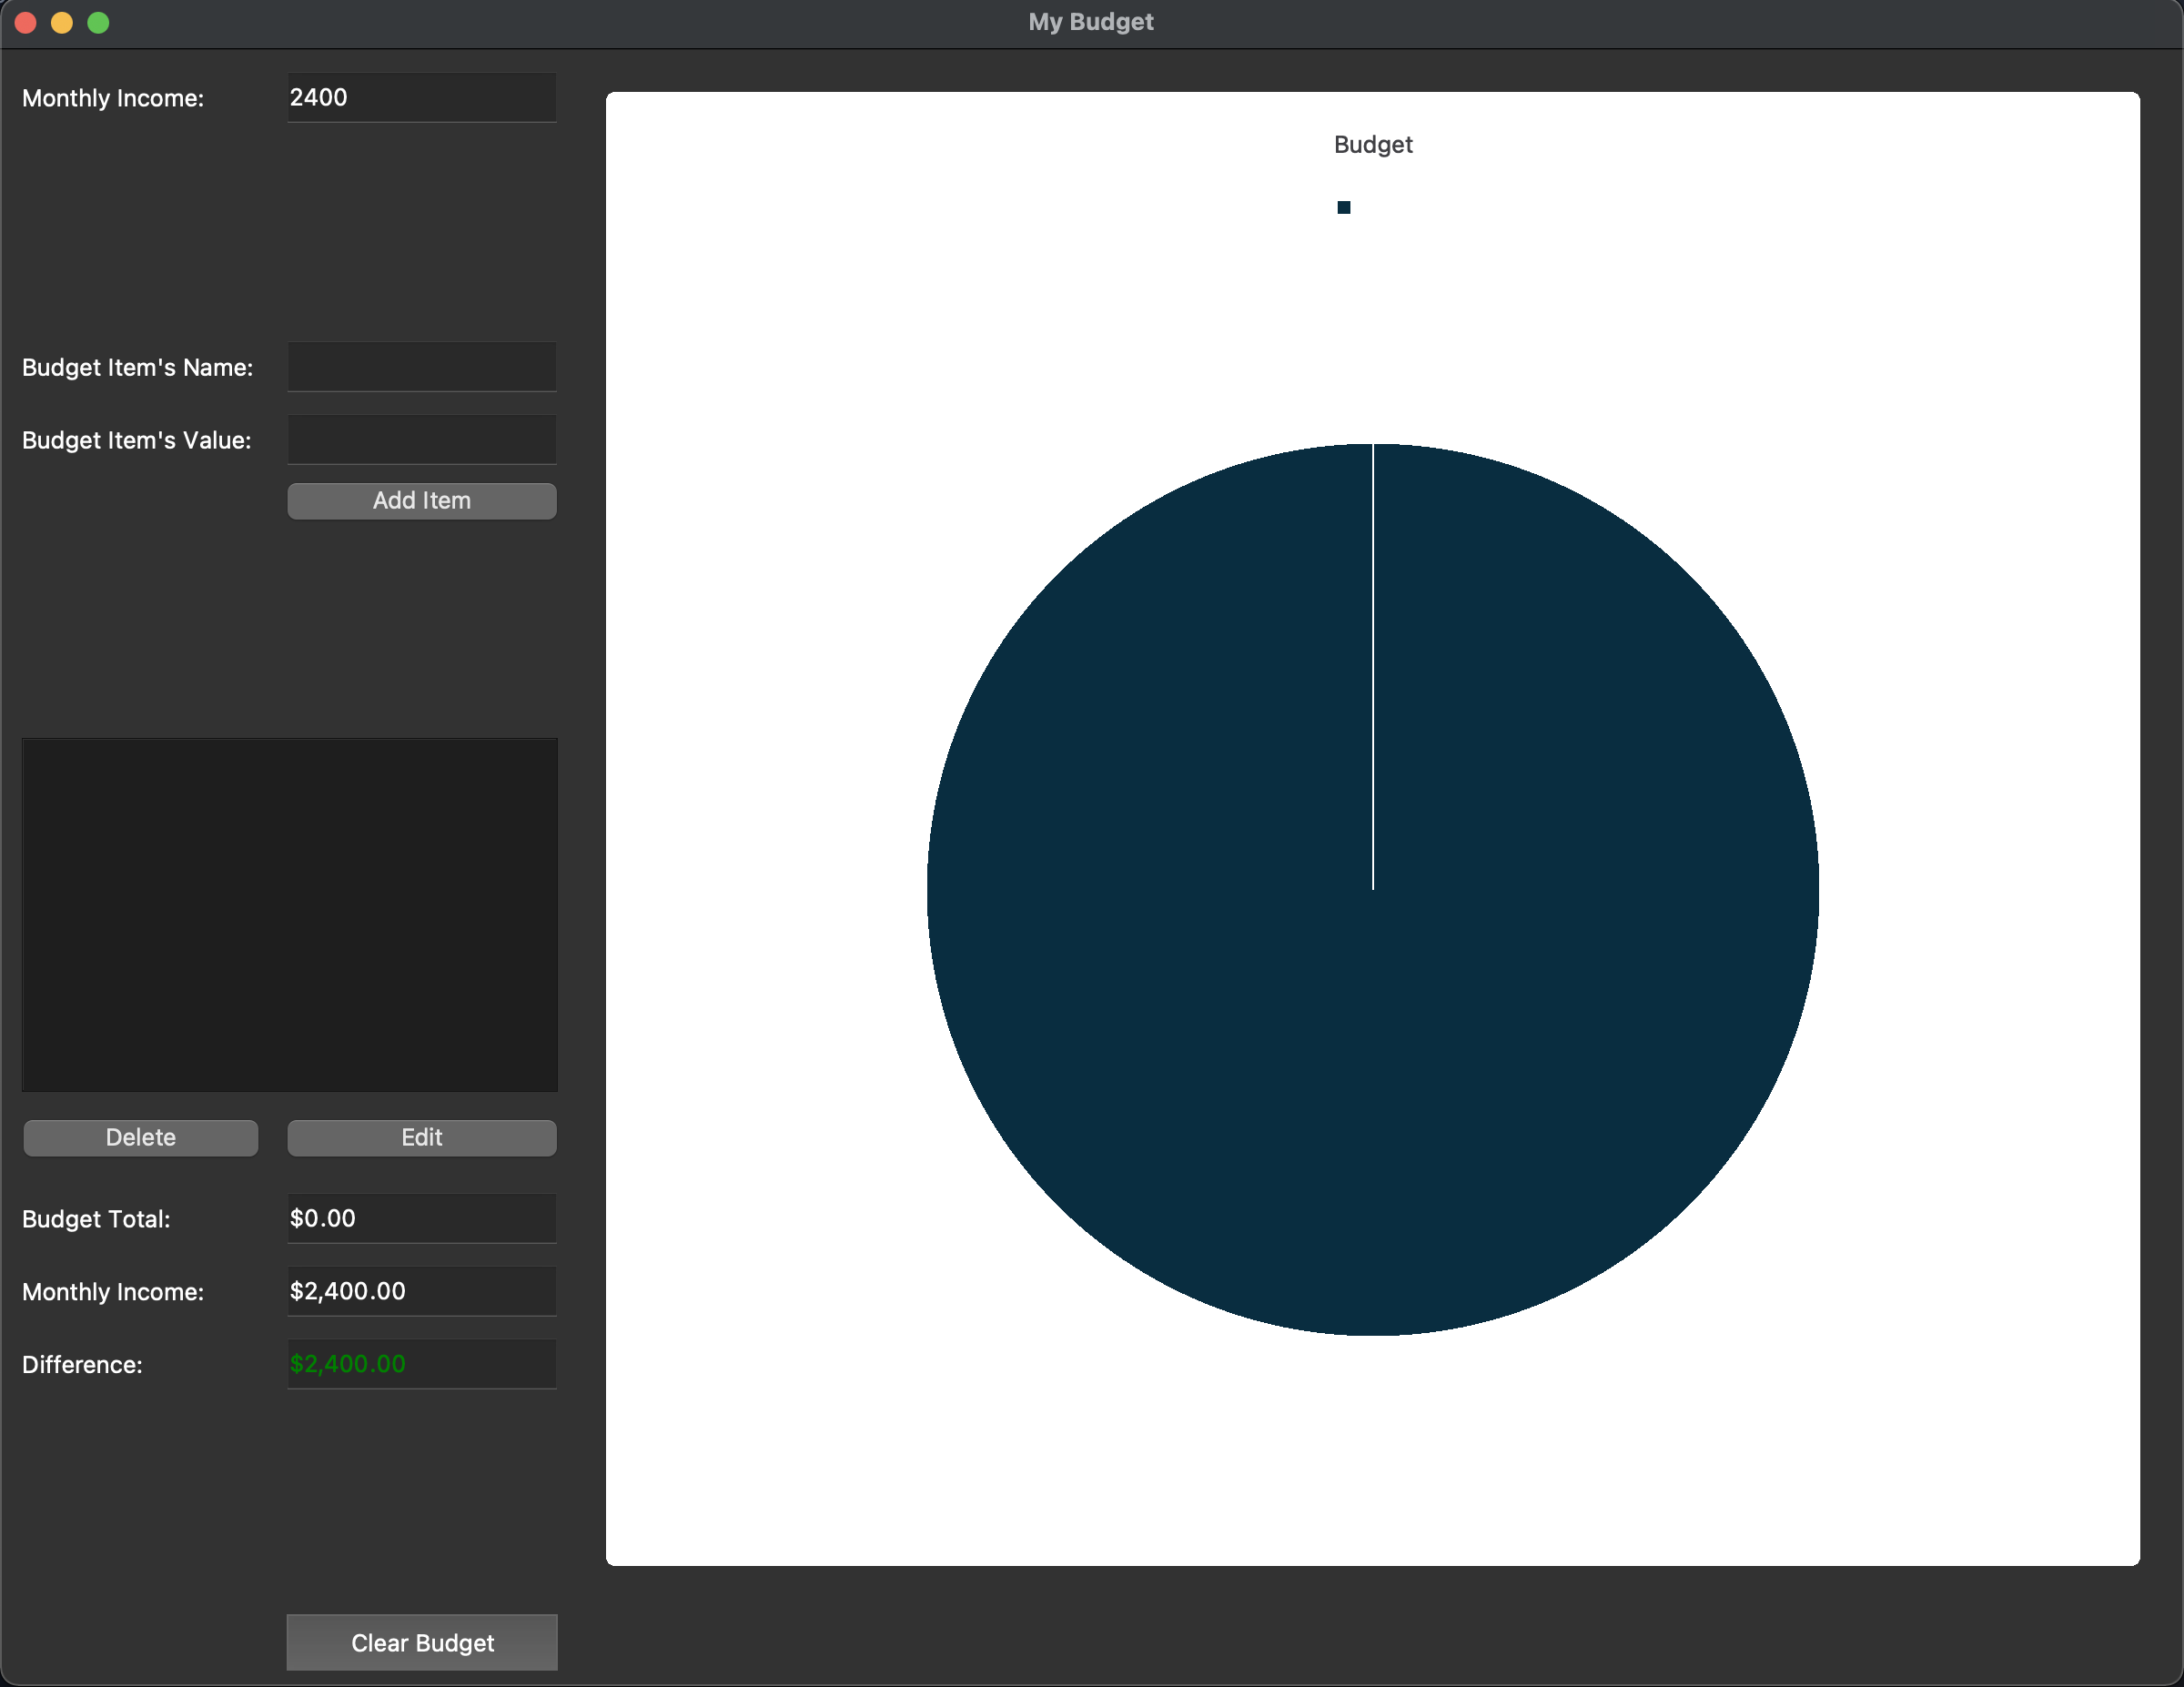 My Budget
Monthly Income: 2400
Budget Item's Name:
Budget Item's Value:
Add Item
Delete Edit
Budget Total: $0.00
Monthly Income: $2,400.00
Difference: $2,400.00
Clear Budget
Budget